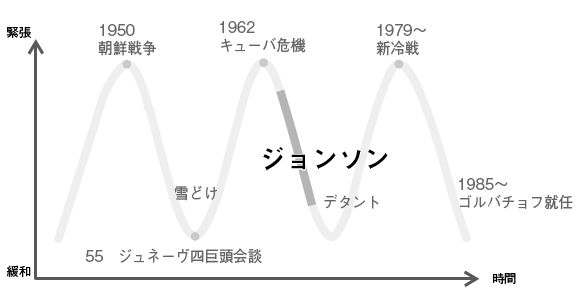 緊張
1950
朝鮮戦争
1962
キューバ危機
1979〜
新冷戦
ジョンソン
雪どけ
デタント
1985〜
ゴルバチョフ就任
55 ジュネーヴ四巨頭会談
緩和
時間